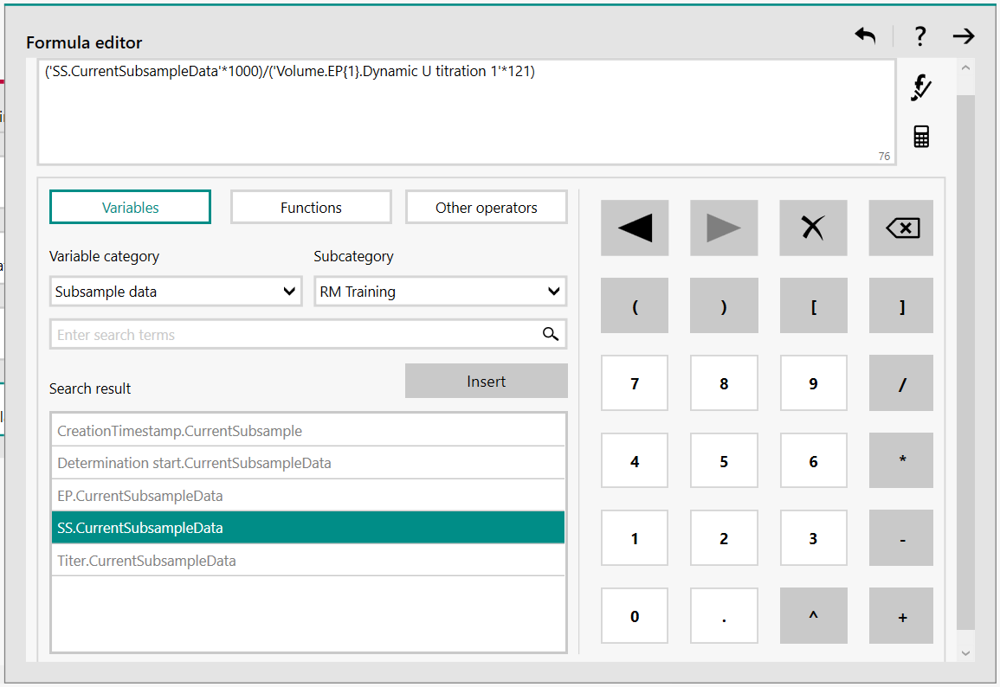 Formula editor
?
('SS.CurrentSubsampleData'*1000)/('Volume.EP{1}.Dynamic U titration 1'*121)
76
Variables
Functions
Other operators
Variable category
Subcategory
Subsample data
RM Training
Enter search terms
Search result
Insert
CreationTimestamp.CurrentSubsample
Determination start.CurrentSubsampleData
EP.CurrentSubsampleData
SS.CurrentSubsampleData
Titer.CurrentSubsampleData
( ) [ ]
7 8 9 /
4 5 6 *
1 2 3 -
0 . ^ +